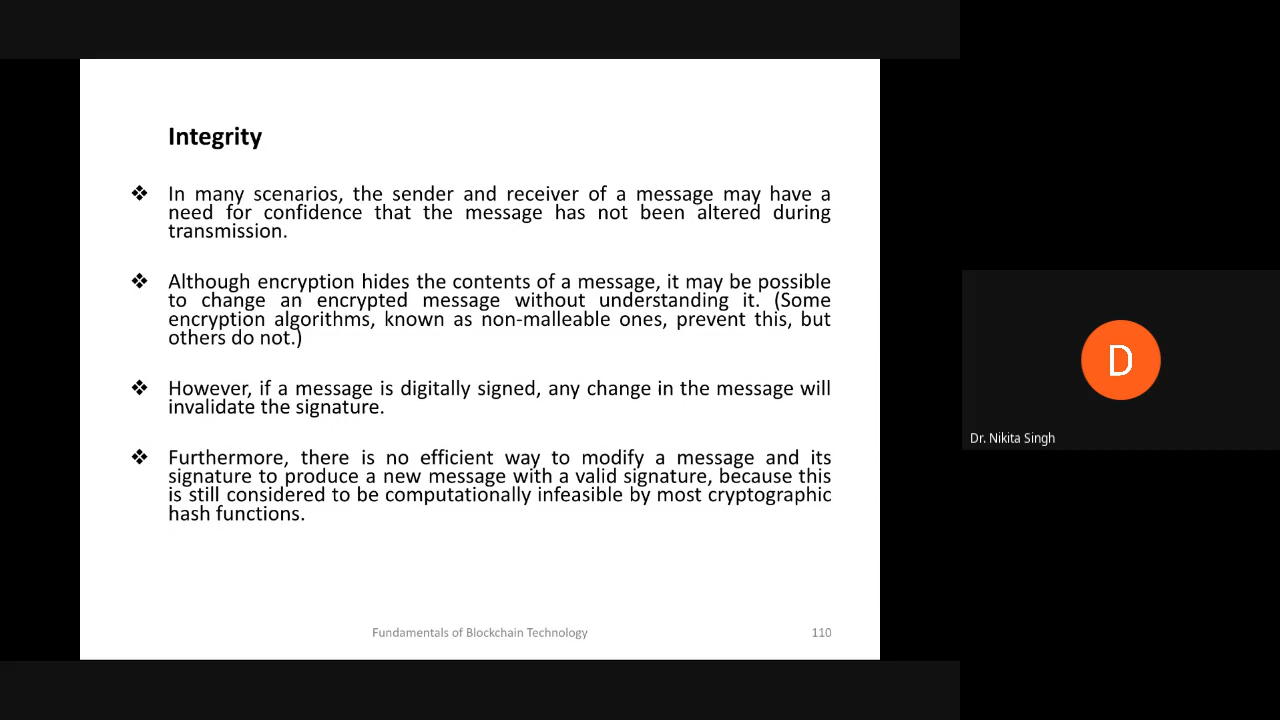 Integrity
❖ In many scenarios, the sender and receiver of a message may have a
need for confidence that the message has not been altered during
transmission.
❖ Although encryption hides the contents of a message, it may be possible
to change an encrypted message without understanding it. (Some
encryption algorithms, known as non-malleable ones, prevent this, but
others do not.)
❖ However, if a message is digitally signed, any change in the message will
invalidate the signature.
❖ Furthermore, there is no efficient way to modify a message and its
signature to produce a new message with a valid signature, because this
is still considered to be computationally infeasible by most cryptographic
hash functions.
Fundamentals of Blockchain Technology
110
D
Dr. Nikita Singh